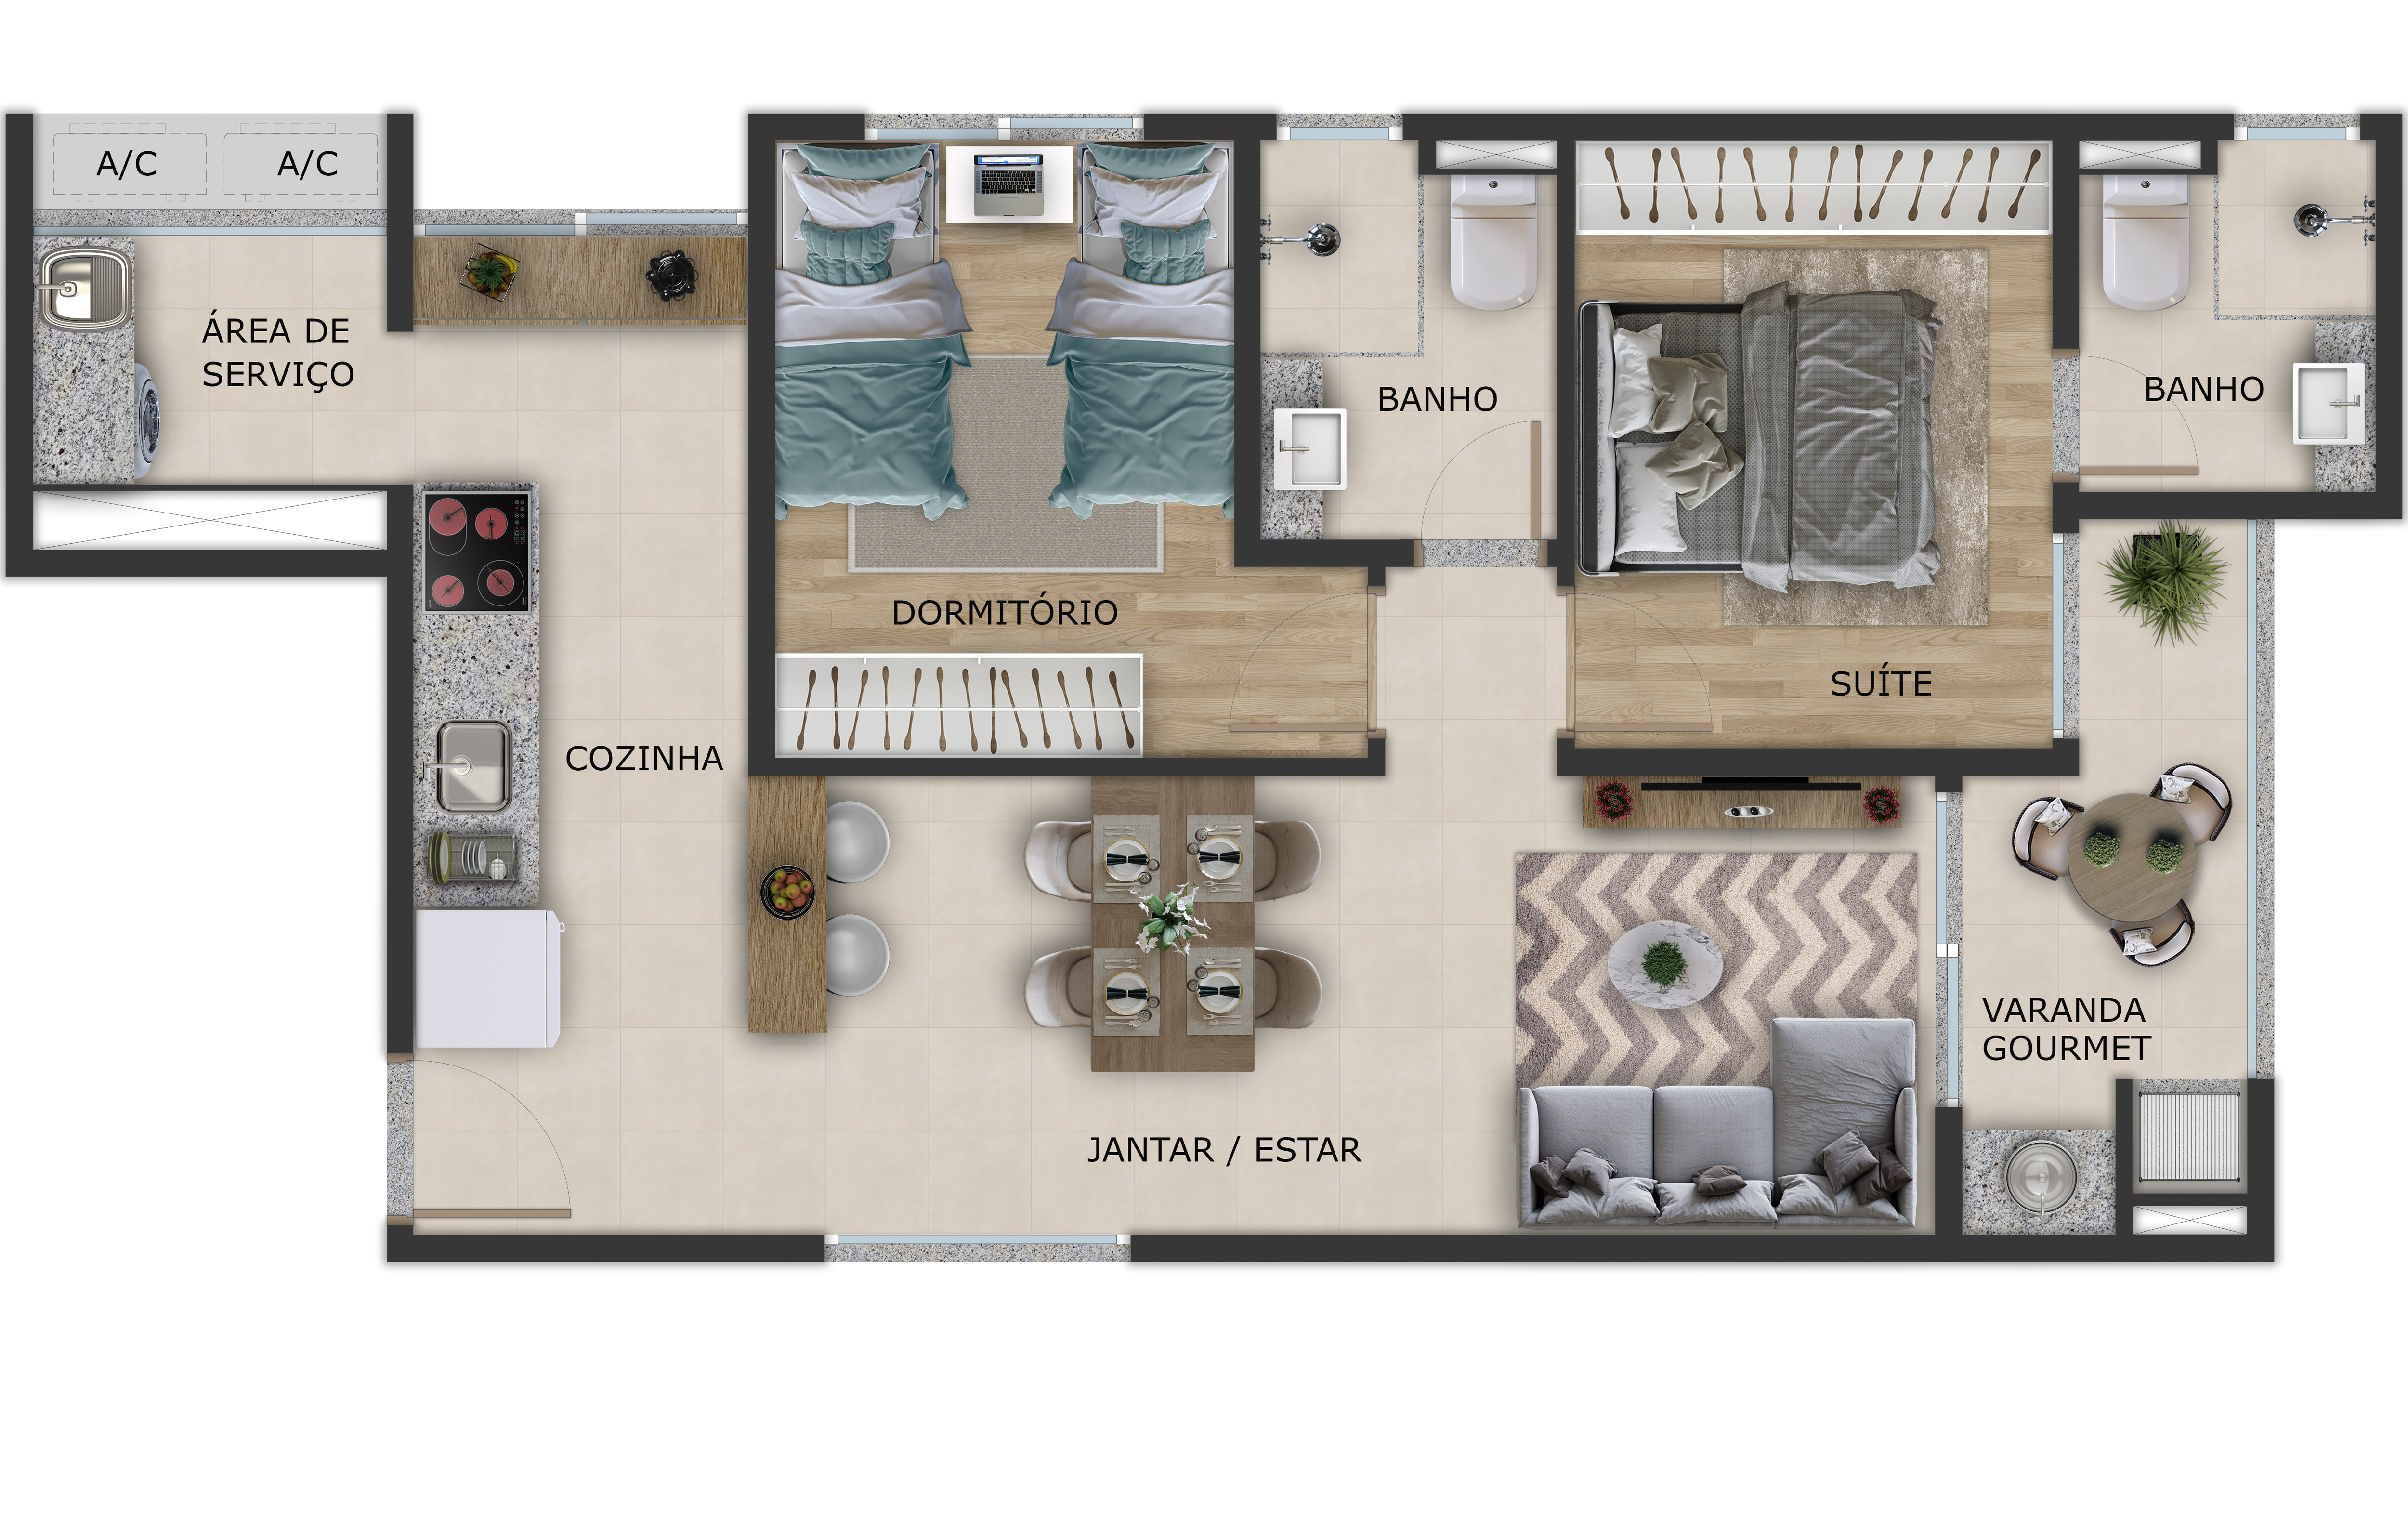 A/C
A/C
ÁREA DE
SERVIÇO
BANHO
BANHO
DORMITÓRIO
SUÍTE
COZINHA
VARANDA
GOURMET
JANTAR / ESTAR